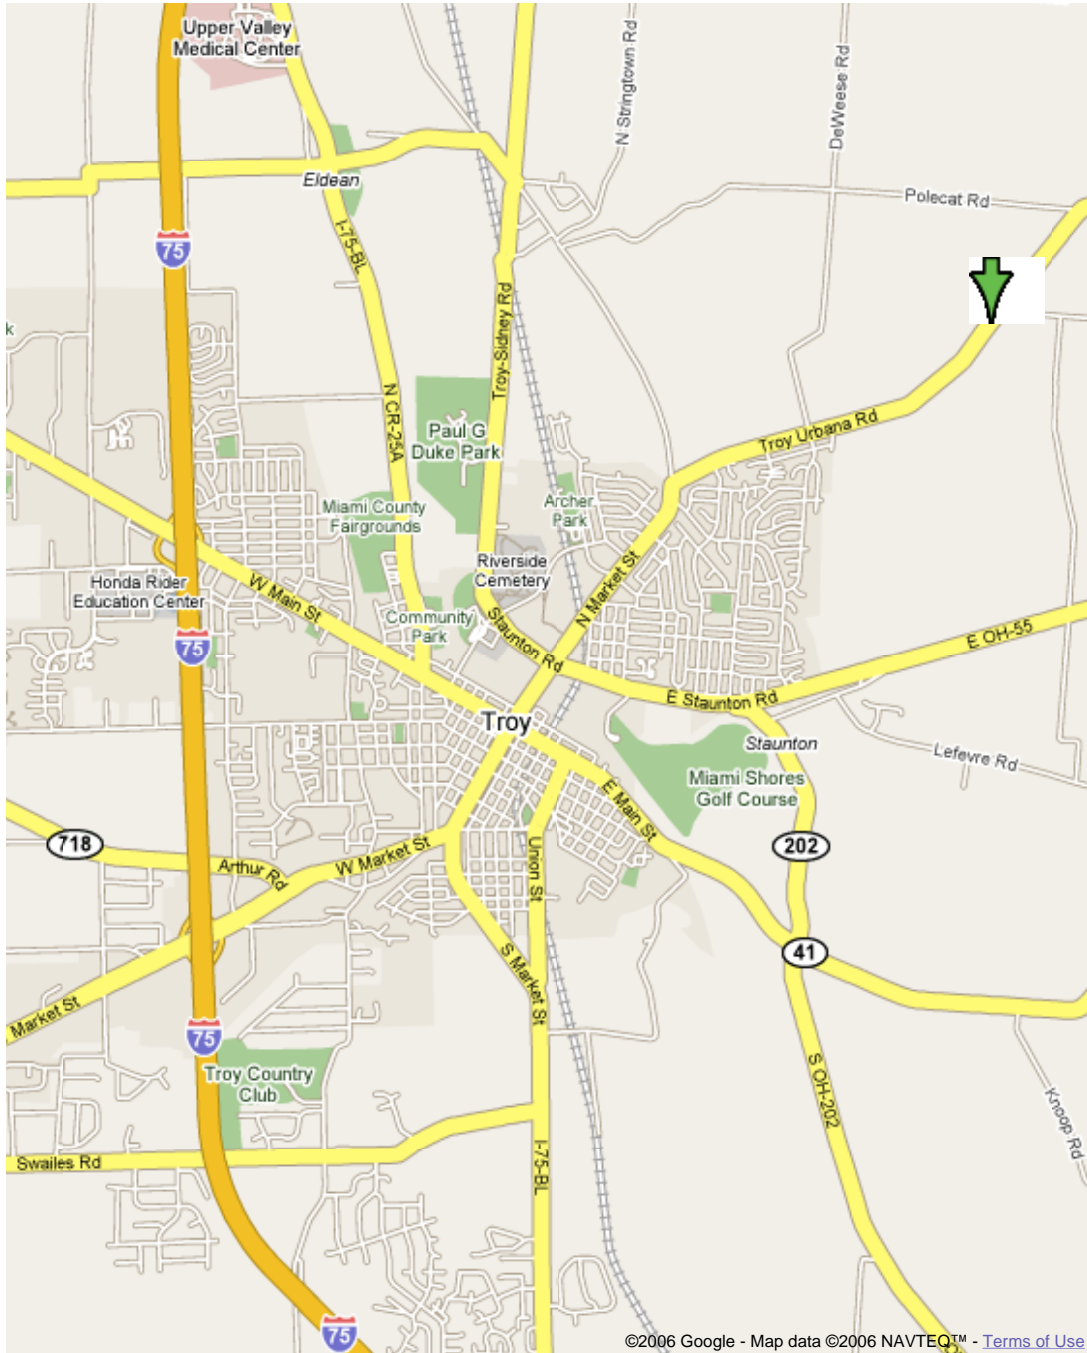 Upper Valley
Medical Center
N Stringtown Rd
DeWeese Rd
Eldean
Polecat Rd
75
I-75-BL
Troy-Sidney Rd
k
N CR-25A
Paul G
Duke Park
Troy Urbana Rd
Miami County
Fairgrounds
Archer
Park
Riverside
Cemetery
Honda Rider
Education Center
W Main St
N Market St
Community
Park
Staunton Rd
75
E OH-55
E Staunton Rd
Troy
Staunton
Lefevre Rd
Miami Shores
Golf Course
E Main St
718
Arthur Rd
W Market St
Union St
202
S Market St
41
Market St
75
Troy Country
Club
S OH-202
Knoop Rd
Swailes Rd
I-75-BL
75
©2006 Google - Map data ©2006 NAVTEQ™ - Terms of Use